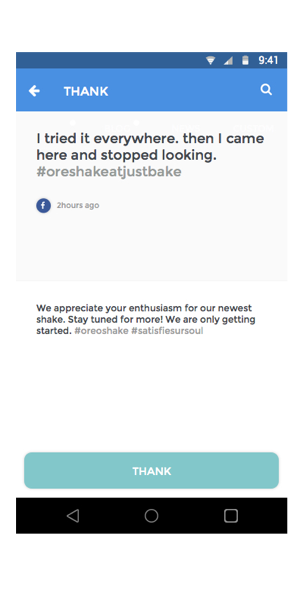 9:41
THANK
I tried it everywhere. then I came
here and stopped looking.
#oreshakeatjustbake
f
2hours ago
We appreciate your enthusiasm for our newest
shake. Stay tuned for more! We are only getting
started. #oreoshake #satisfiesursoul
THANK